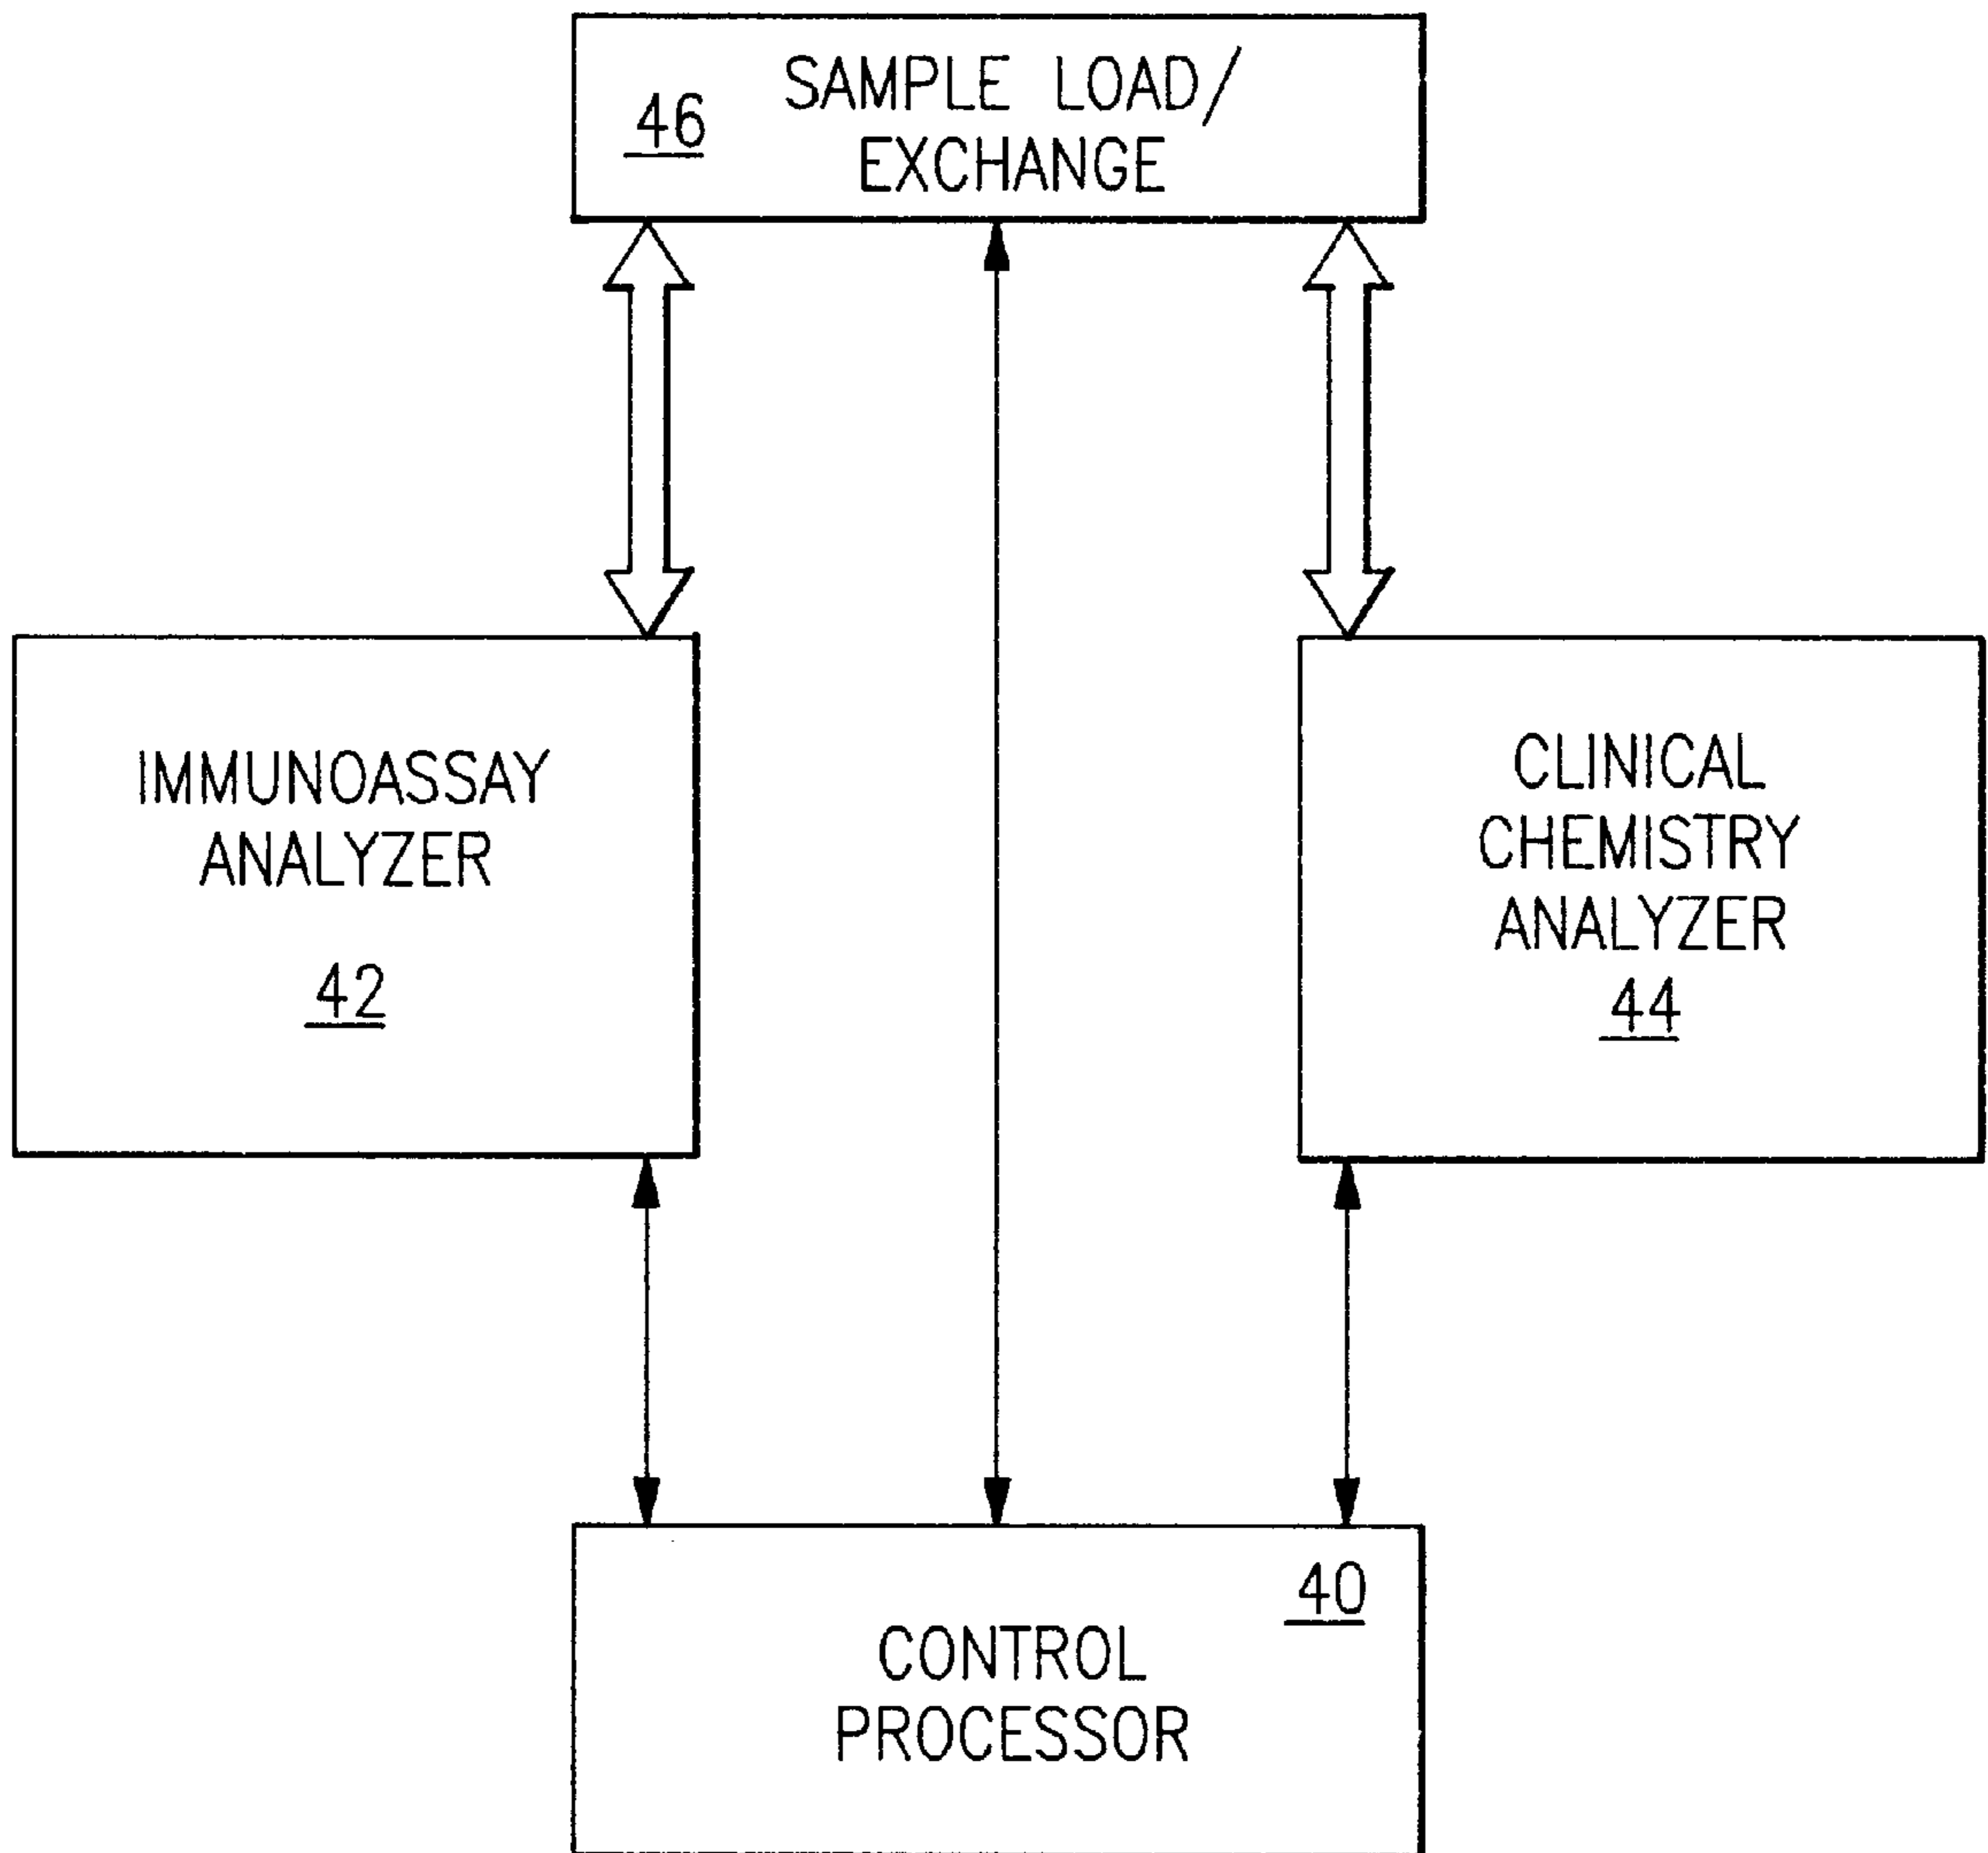 SAMPLE LOAD/
46
EXCHANGE
IMMUNOASSAY
ANALYZER
42
CLINICAL
CHEMISTRY
ANALYZER
44
40
CONTROL
PROCESSOR